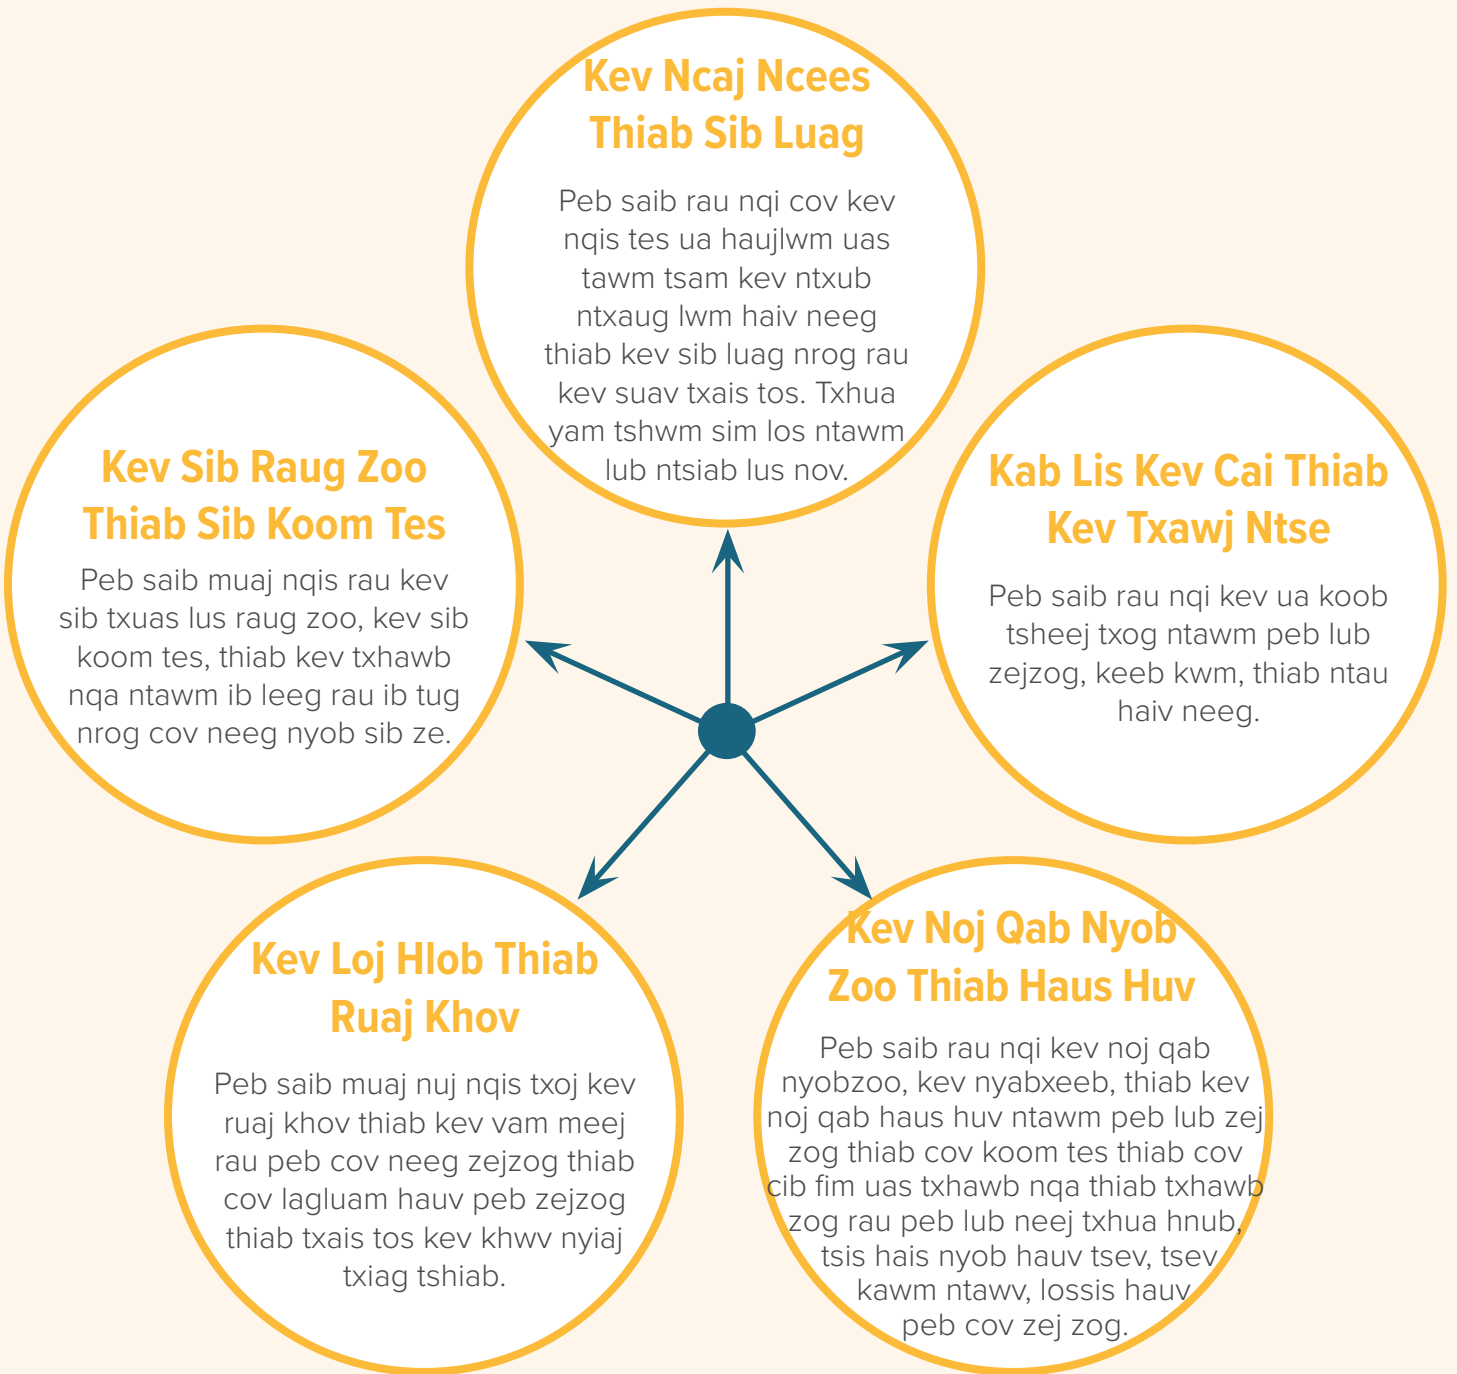 Kev Ncaj Ncees
Thiab Sib Luag
Peb saib rau nqi cov kev
nqis tes ua haujlwm uas
tawm tsam kev ntxub
ntxaug lwm haiv neeg
thiab kev sib luag nrog rau
kev suav txais tos. Txhua
yam tshwm sim los ntawm
lub ntsiab lus nov.
Kev Sib Raug Zoo
Thiab Sib Koom Tes
Peb saib muaj nqis rau kev
sib txuas lus raug zoo, kev sib
koom tes, thiab kev txhawb
nqa ntawm ib leeg rau ib tug
nrog cov neeg nyob sib ze.
Kab Lis Kev Cai Thiab
Kev Txawj Ntse
Peb saib rau nqi kev ua koob
tsheej txog ntawm peb lub
zejzog, keeb kwm, thiab ntau
haiv neeg.
Kev Loj Hlob Thiab
Ruaj Khov
Peb saib muaj nuj nqis txoj kev
ruaj khov thiab kev vam meej
rau peb cov neeg zejzog thiab
cov lagluam hauv peb zejzog
thiab txais tos kev khwv nyiaj
txiag tshiab.
Kev Noj Qab Nyob
Zoo Thiab Haus Huv
Peb saib rau nqi kev noj qab
nyobzoo, kev nyabxeeb, thiab kev
noj qab haus huv ntawm peb lub zej
zog thiab cov koom tes thiab cov
cib fim uas txhawb nqa thiab txhawb
zog rau peb lub neej txhua hnub,
tsis hais nyob hauv tsev, tsev
kawm ntawv, lossis hauv
peb cov zej zog.